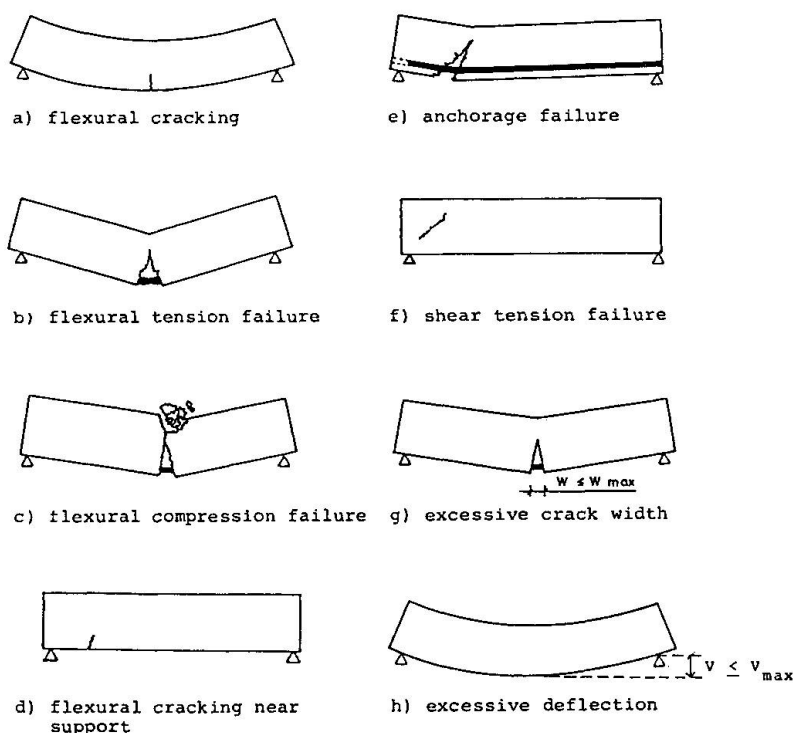 a) flexural cracking
b) flexural tension failure
c) flexural compression failure
d) flexural cracking near
support
e) anchorage failure
f) shear tension failure
W ≤ W max
g) excessive crack width
V ≤ V max
h) excessive deflection